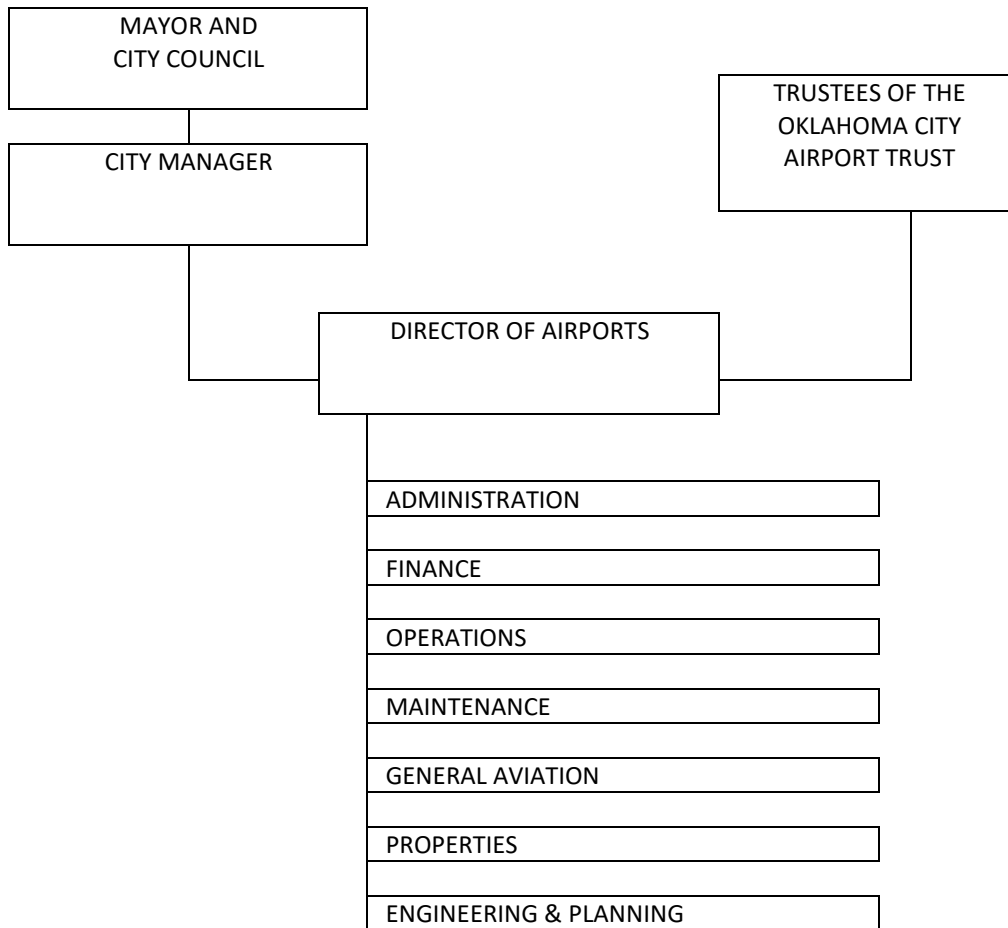 MAYOR AND
CITY COUNCIL
CITY MANAGER
TRUSTEES OF THE
OKLAHOMA CITY
AIRPORT TRUST
DIRECTOR OF AIRPORTS
ADMINISTRATION
FINANCE
OPERATIONS
MAINTENANCE
GENERAL AVIATION
PROPERTIES
ENGINEERING & PLANNING